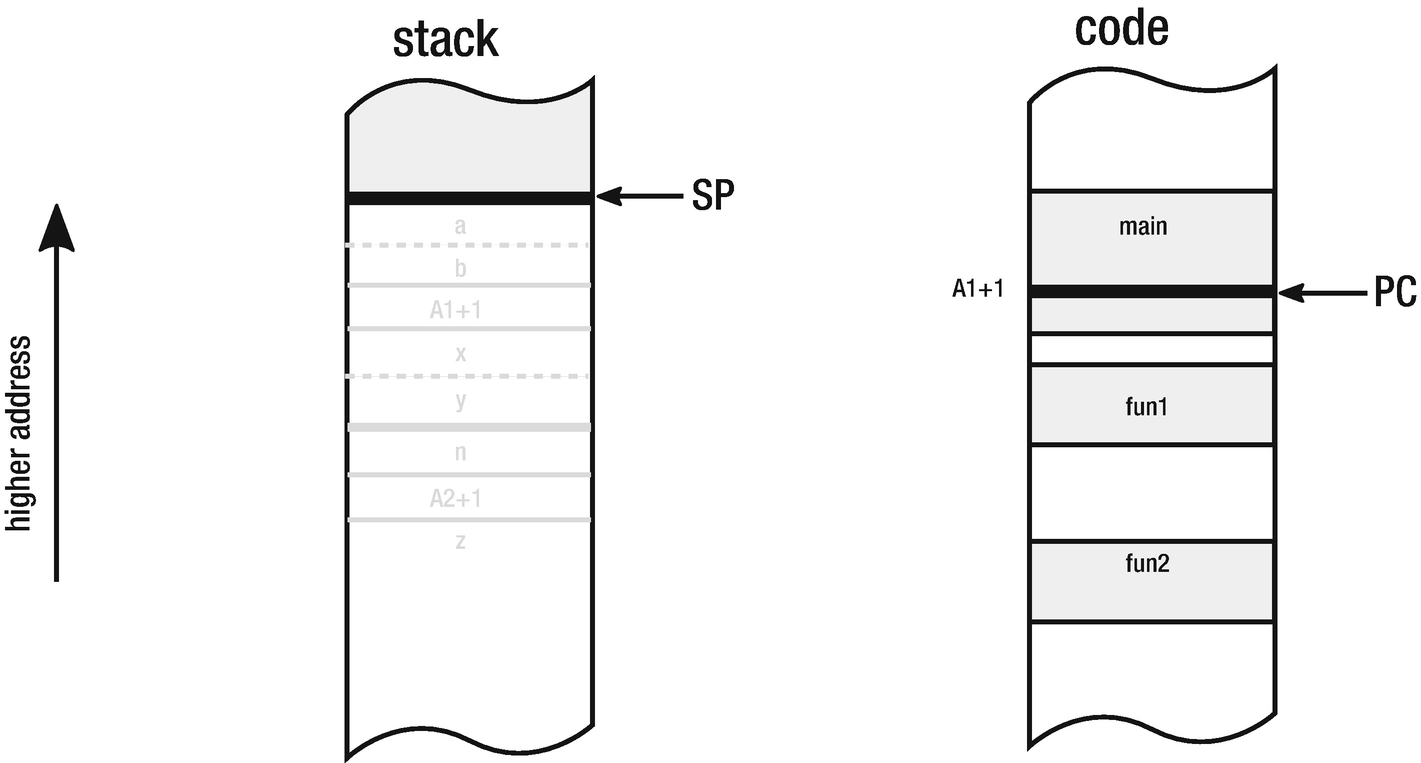 stack
code
higher address
SP
a
b
A1+1
x
y
n
A2+1
z
main
A1+1
PC
fun1
fun2